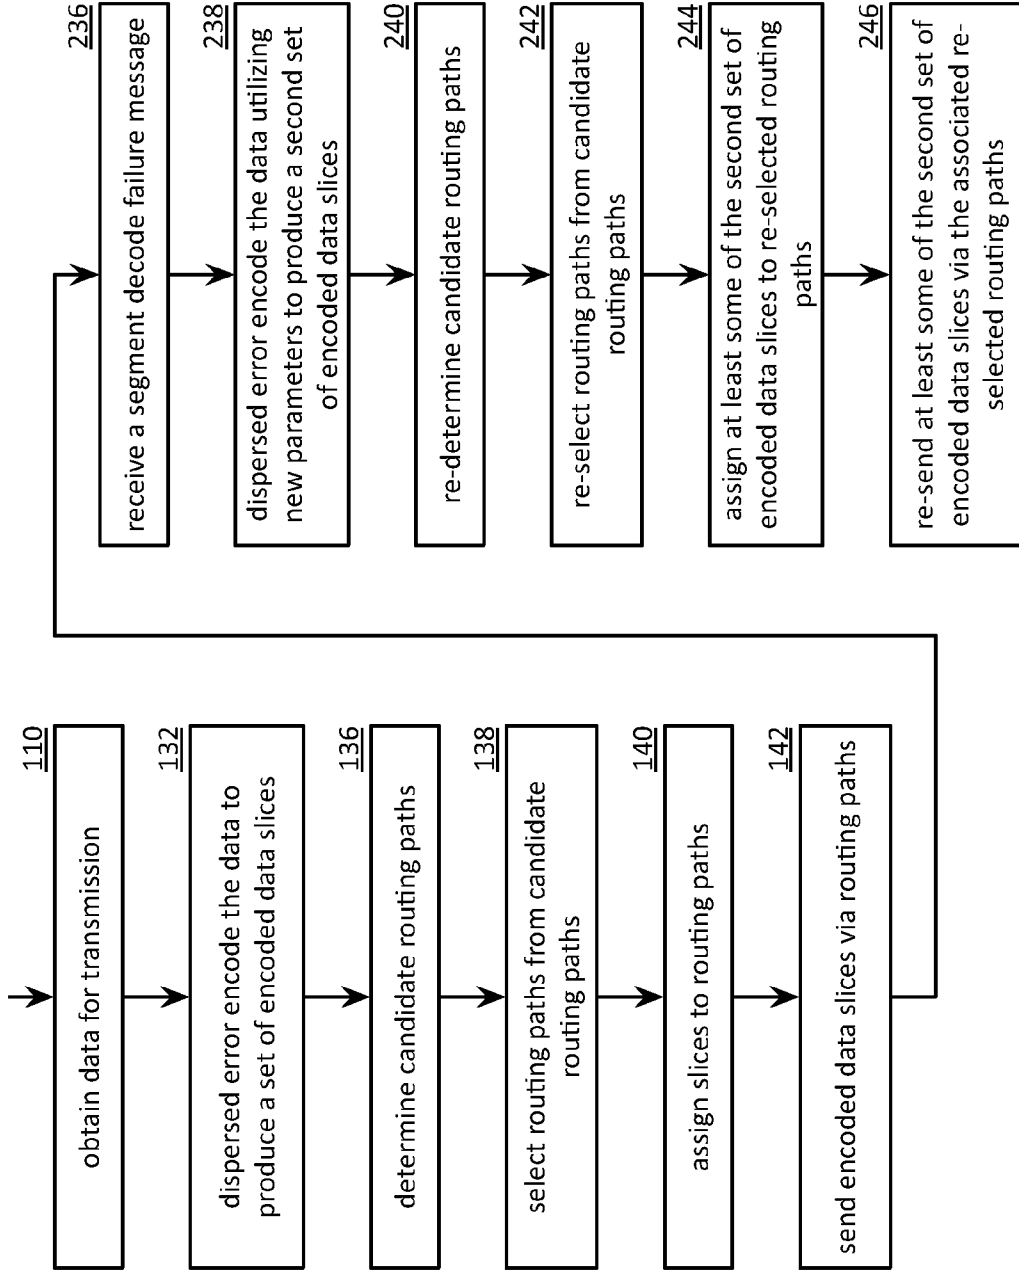 110
obtain data for transmission
132
dispersed error encode the data to
produce a set of encoded data slices
136
determine candidate routing paths
138
select routing paths from candidate
routing paths
140
assign slices to routing paths
142
send encoded data slices via routing paths
236
receive a segment decode failure message
238
dispersed error encode the data utilizing
new parameters to produce a second set
of encoded data slices
240
re-determine candidate routing paths
242
re-select routing paths from candidate
routing paths
244
assign at least some of the second set of
encoded data slices to re-selected routing
paths
246
re-send at least some of the second set of
encoded data slices via the associated re-
selected routing paths